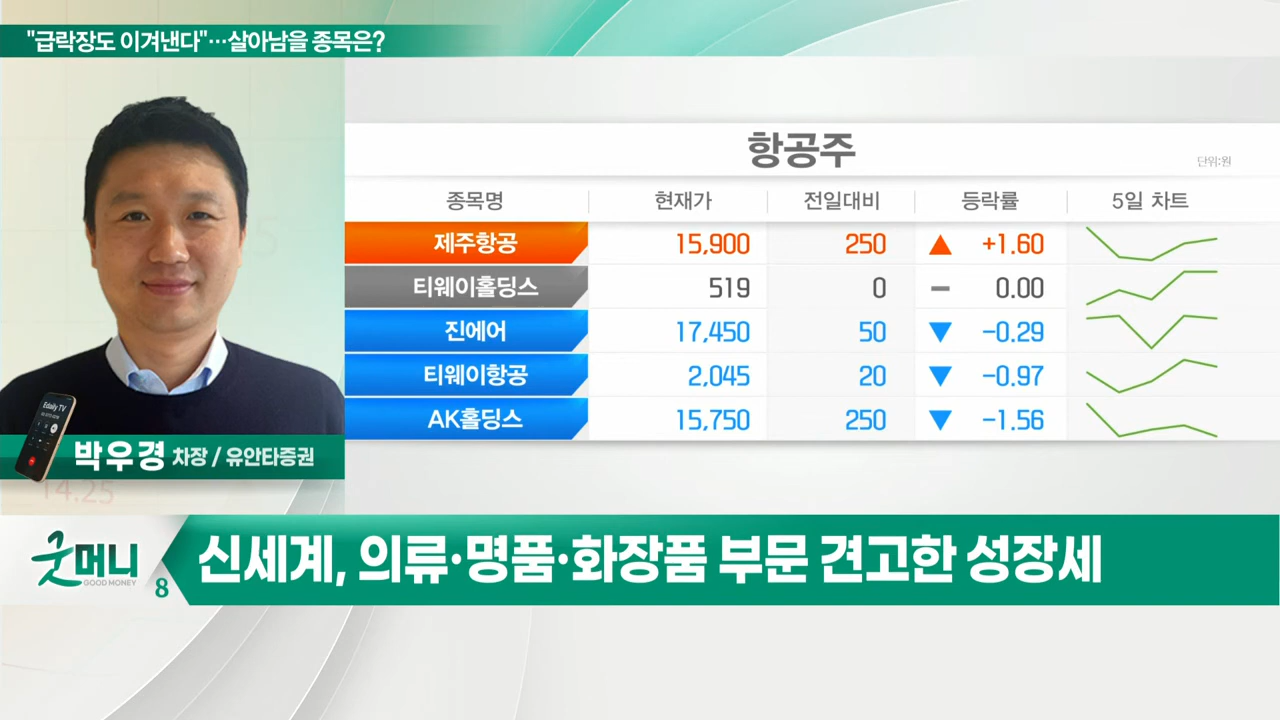 "급락장도 이겨낸다"…살아남을 종목은?
항공주
단위:원
종목명 현재가 전일대비 등락률 5일 차트
제주항공 15,900 250 ▲ +1.60
티웨이홀딩스 519 0 － 0.00
진에어 17,450 50 ▼ -0.29
티웨이항공 2,045 20 ▼ -0.97
AK홀딩스 15,750 250 ▼ -1.56
Edaily TV
박우경 차장 / 유안타증권
14.25
굿머니
GOOD MONEY
8
신세계, 의류·명품·화장품 부문 견고한 성장세